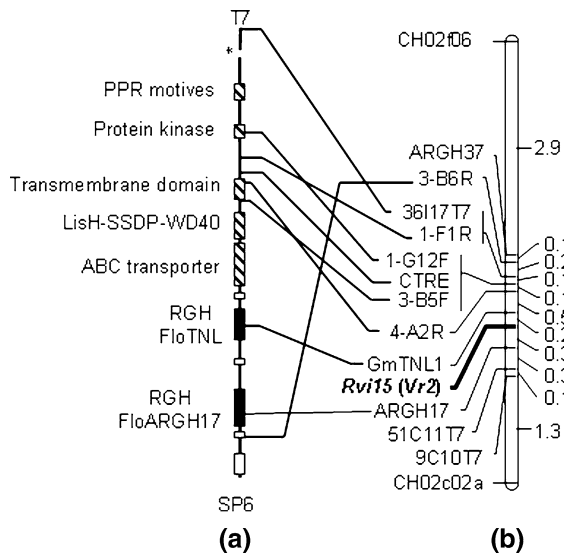 T7
*
PPR motives
Protein kinase
Transmembrane domain
LisH-SSDP-WD40
ABC transporter
RGH
FloTNL
RGH
FloARGH17
SP6
(a)
CH02f06
ARGH37
3-B6R
36I17T7
1-F1R
1-G12F
CTRE
3-B5F
4-A2R
GmTNL1
Rvi15 (Vr2)
ARGH17
51C11T7
9C10T7
CH02c02a
2.9
1.3
(b)